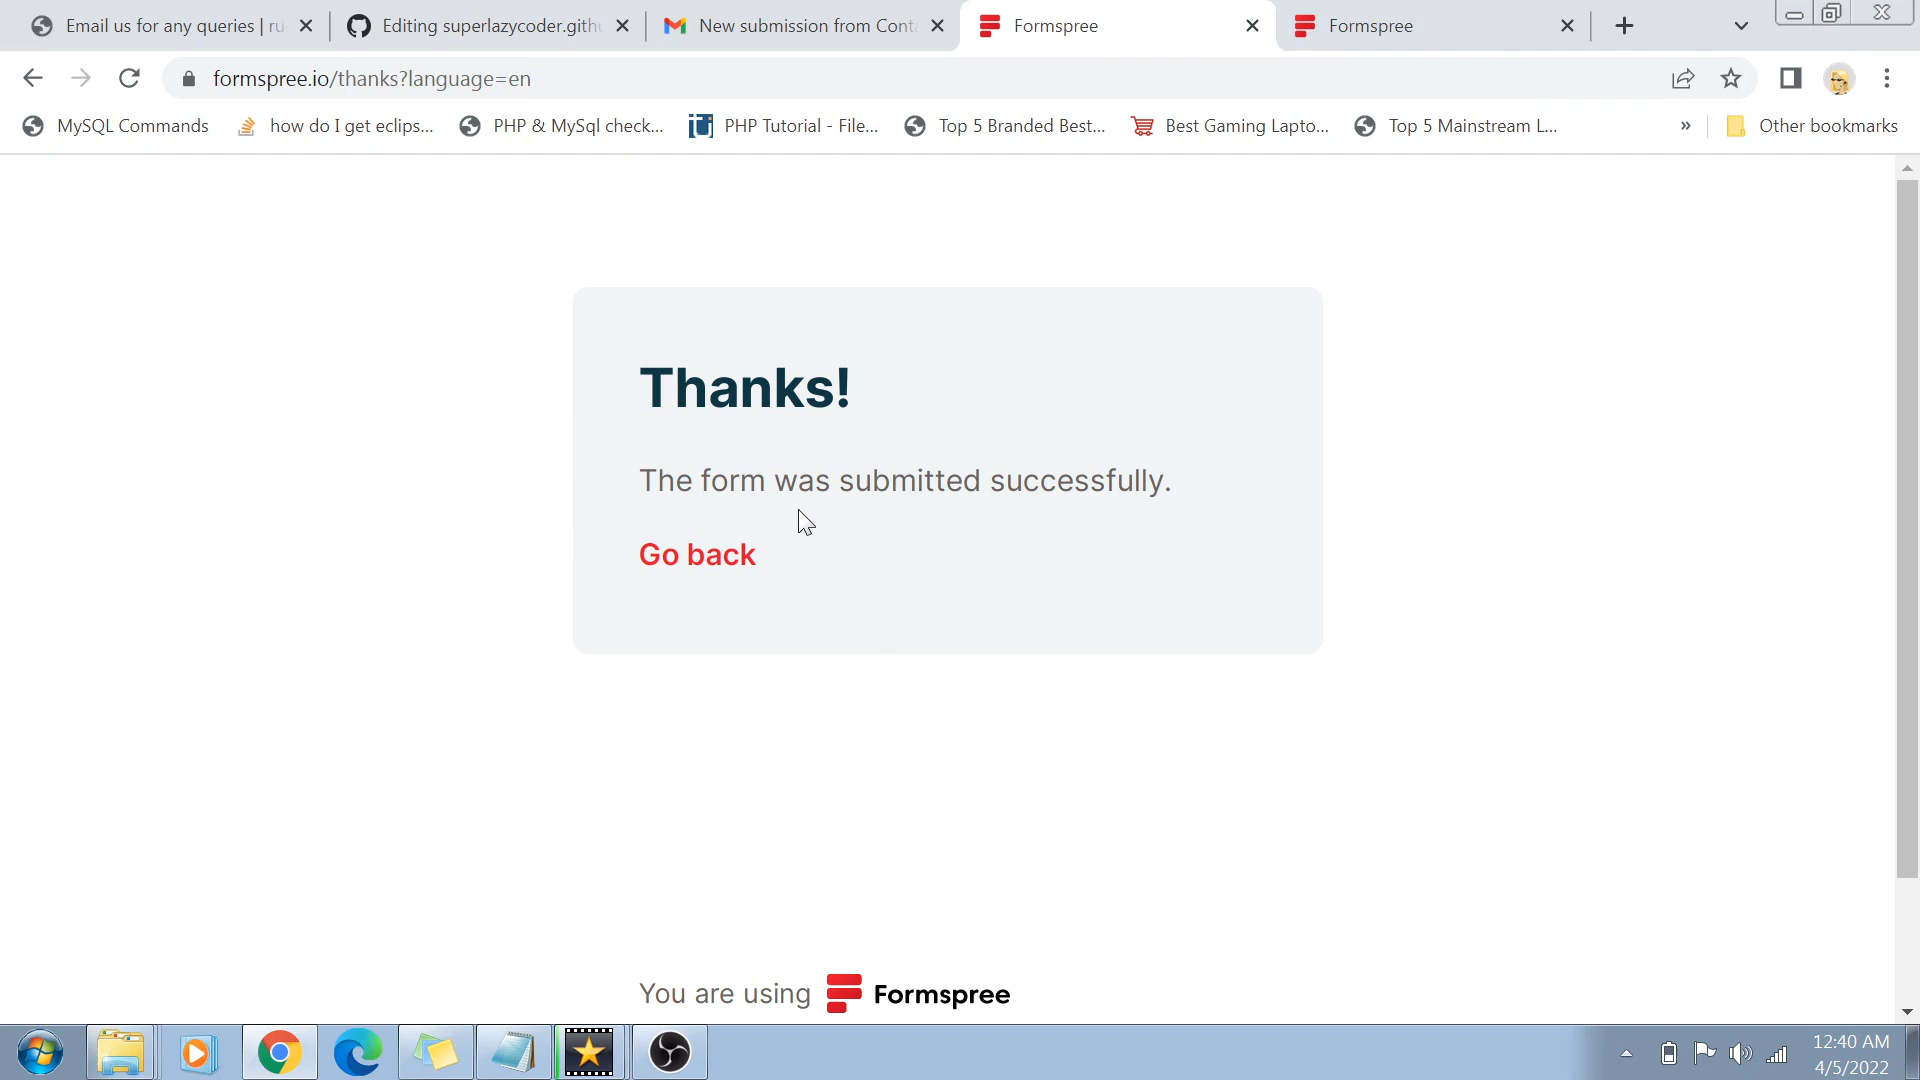 Email us for any queries | ru
Editing superlazycoder.gith
New submission from Conta
Formspree
Formspree
formspree.io/thanks?language=en
MySQL Commands
how do I get eclips...
PHP & MySql check...
PHP Tutorial - File...
Top 5 Branded Best...
Best Gaming Lapto...
Top 5 Mainstream L...
»
Other bookmarks
Thanks!
The form was submitted successfully.
Go back
You are using Formspree
12:40 AM
4/5/2022